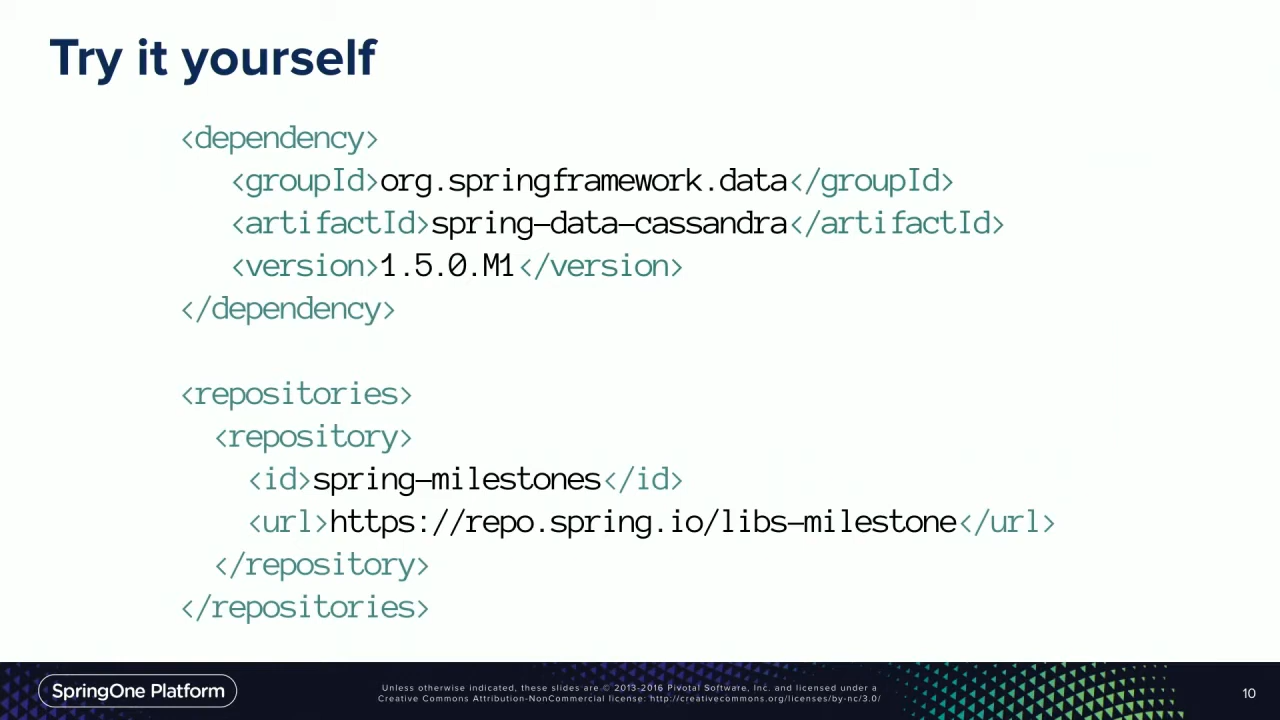 Try it yourself
<dependency>
<groupId>org.springframework.data</groupId>
<artifactId>spring-data-cassandra</artifactId>
<version>1.5.0.M1</version>
</dependency>
<repositories>
<repository>
<id>spring-milestones</id>
<url>https://repo.spring.io/libs-milestone</url>
</repository>
</repositories>
SpringOne Platform
Unless otherwise indicated, these slides are © 2013-2016 Pivotal Software, Inc. and licensed under a
Creative Commons Attribution-NonCommercial license: http://creativecommons.org/licenses/by-nc/3.0/
10